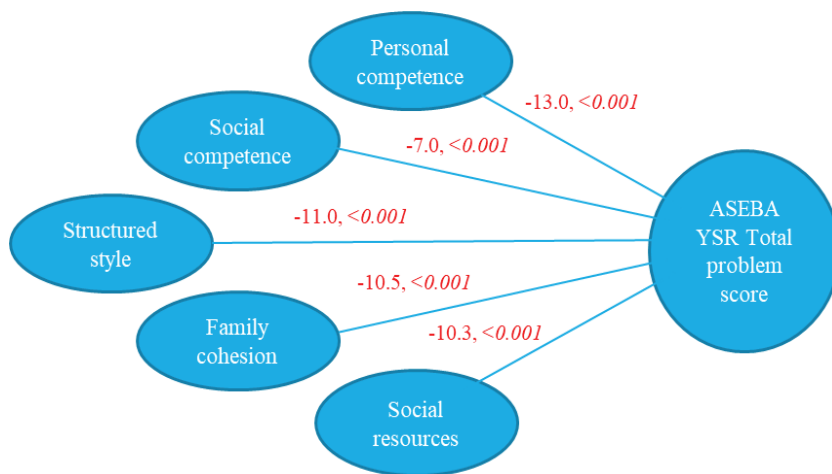 Personal
competence
-13.0, <0.001
Social
competence
-7.0, <0.001
Structured
style
-11.0, <0.001
Family
cohesion
-10.5, <0.001
Social
resources
-10.3, <0.001
ASEBA
YSR Total
problem
score